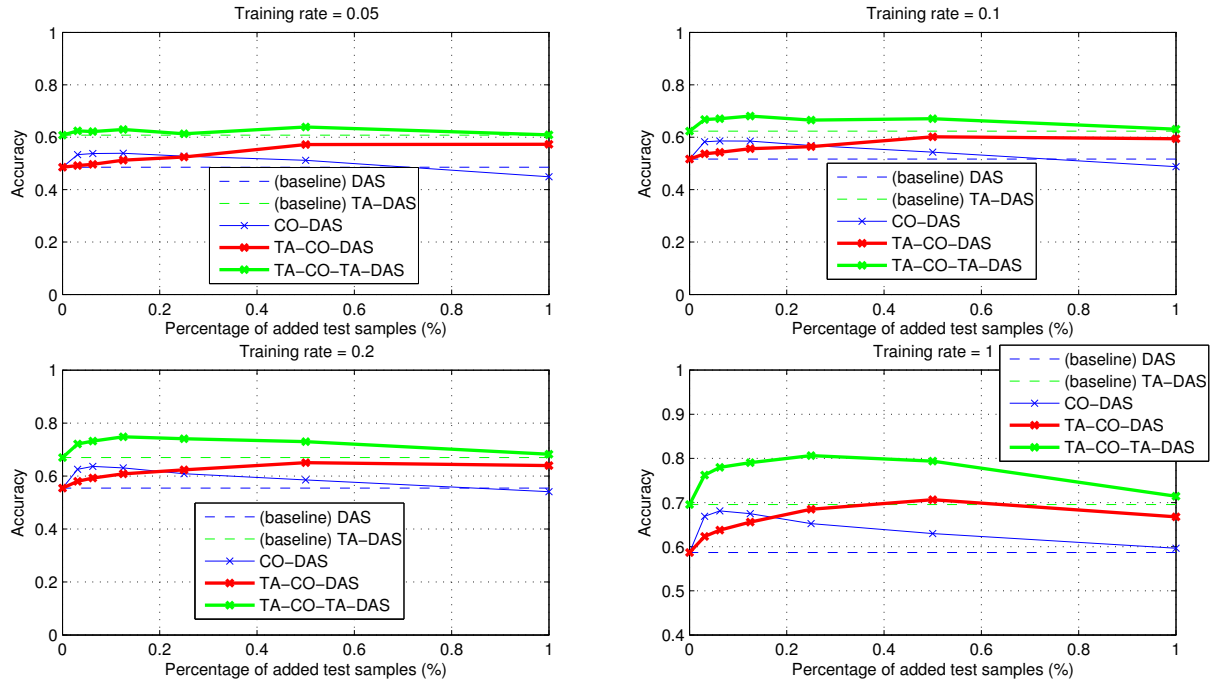 Training rate = 0.05
1
0.8
0.6
0.4
0.2
0
Accuracy
0 0.2 0.4 0.6 0.8 1
Percentage of added test samples (%)
(baseline) DAS
(baseline) TA−DAS
CO−DAS
TA−CO−DAS
TA−CO−TA−DAS
Training rate = 0.1
1
0.8
0.6
0.4
0.2
0
Accuracy
0 0.2 0.4 0.6 0.8 1
Percentage of added test samples (%)
(baseline) DAS
(baseline) TA−DAS
CO−DAS
TA−CO−DAS
TA−CO−TA−DAS
Training rate = 0.2
1
0.8
0.6
0.4
0.2
0
Accuracy
0 0.2 0.4 0.6 0.8 1
Percentage of added test samples (%)
(baseline) DAS
(baseline) TA−DAS
CO−DAS
TA−CO−DAS
TA−CO−TA−DAS
Training rate = 1
1
0.9
0.8
0.7
0.6
0.5
0.4
Accuracy
0 0.2 0.4 0.6 0.8 1
Percentage of added test samples (%)
(baseline) DAS
(baseline) TA−DAS
CO−DAS
TA−CO−DAS
TA−CO−TA−DAS